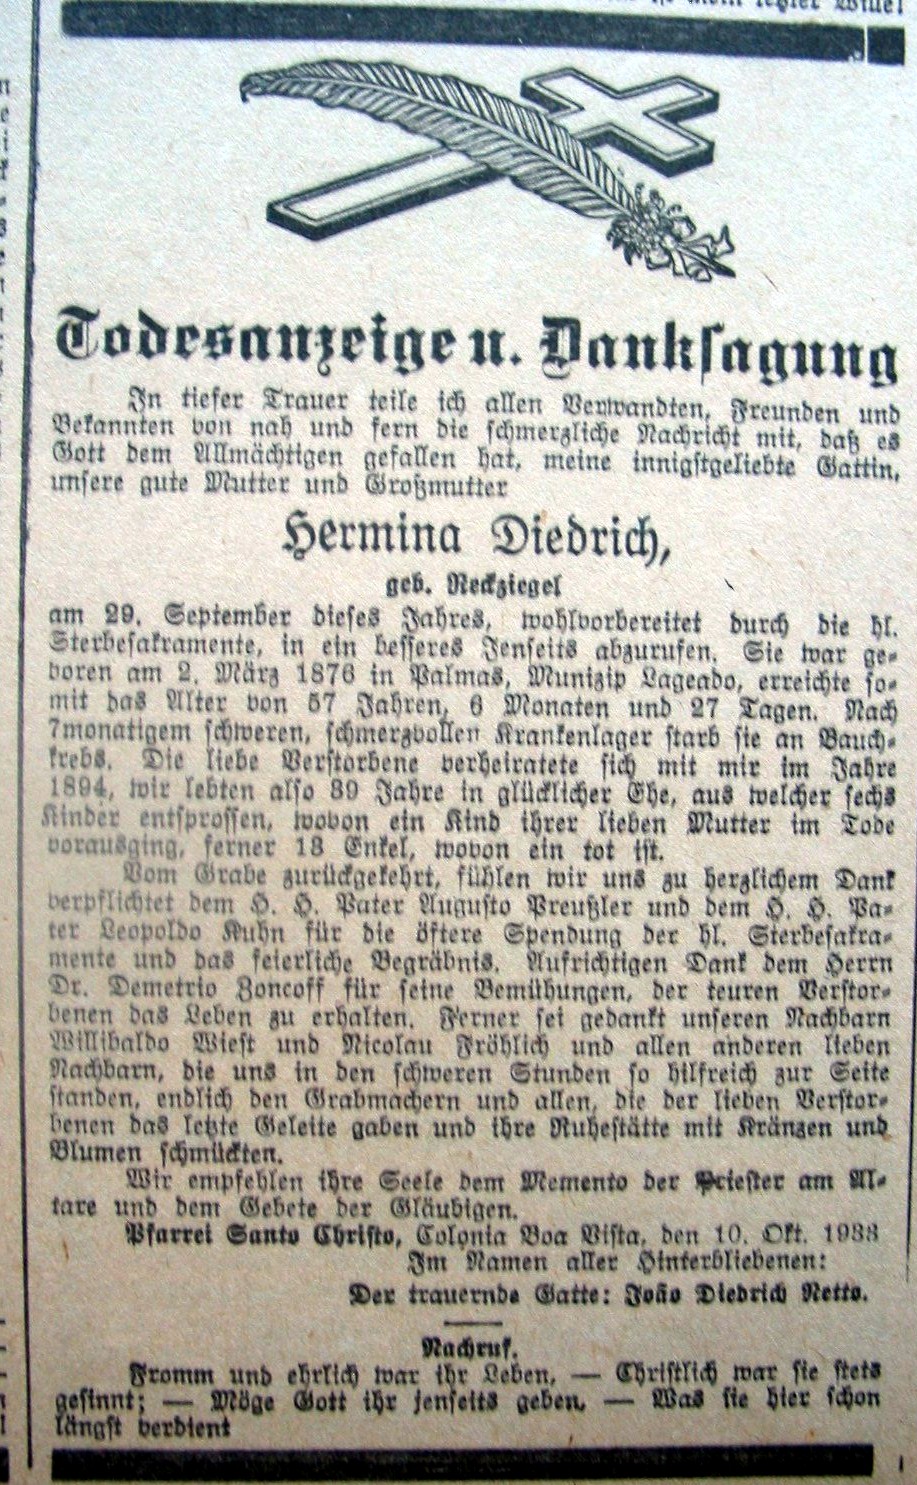 Todesanzeige u. Danksagung
In tiefer Trauer teile ich allen Verwandten, Freunden und
Bekannten von nah und fern die schmerzliche Nachricht mit, daß es
Gott dem Allmächtigen gefallen hat, meine innigstgeliebte Gattin,
unsere gute Mutter und Großmutter
Hermina Diedrich,
geb. Neckziegel
am 29. September dieses Jahres, wohlvorbereitet durch die hl.
Sterbesakramente, in ein besseres Jenseits abzurufen. Sie war ge-
boren am 2. März 1876 in Palmas, Munizip Lageado, erreichte so-
mit das Alter von 57 Jahren, 6 Monaten und 27 Tagen. Nach
7monatigem schweren, schmerzvollen Krankenlager starb sie an Bauch-
krebs. Die liebe Verstorbene verheiratete sich mit mir im Jahre
1894, wir lebten also 39 Jahre in glücklicher Ehe, aus welcher sechs
Kinder entsprossen, wovon ein Kind ihrer lieben Mutter im Tode
vorausging, ferner 18 Enkel, wovon ein tot ist.
Vom Grabe zurückgekehrt, fühlen wir uns zu herzlichem Dank
verpflichtet dem H. H. Pater Augusto Preußler und dem H. H. Pa-
ter Leopoldo Kuhn für die öftere Spendung der hl. Sterbesakra-
mente und das feierliche Begräbnis. Aufrichtigen Dank dem Herrn
Dr. Demetrio Zoncoff für seine Bemühungen, der teuren Verstor-
benen das Leben zu erhalten. Ferner sei gedankt unseren Nachbarn
Willibaldo Wiest und Nicolau Fröhlich und allen anderen lieben
Nachbarn, die uns in den schweren Stunden so hilfreich zur Seite
standen, endlich den Grabmachern und allen, die der lieben Verstor-
benen das letzte Geleite gaben und ihre Ruhestätte mit Kränzen und
Blumen schmückten.
Wir empfehlen ihre Seele dem Memento der Priester am Al-
tare und dem Gebete der Gläubigen.
Pfarrei Santo Christo, Colonia Boa Vista, den 10. Okt. 1933
Im Namen aller Hinterbliebenen:
Der trauernde Gatte: João Diedrich Netto.
Nachruf.
Fromm und ehrlich war ihr Leben, — Christlich war sie stets
gesinnt; — Möge Gott ihr jenseits geben, — Was sie hier schon
längst verdient